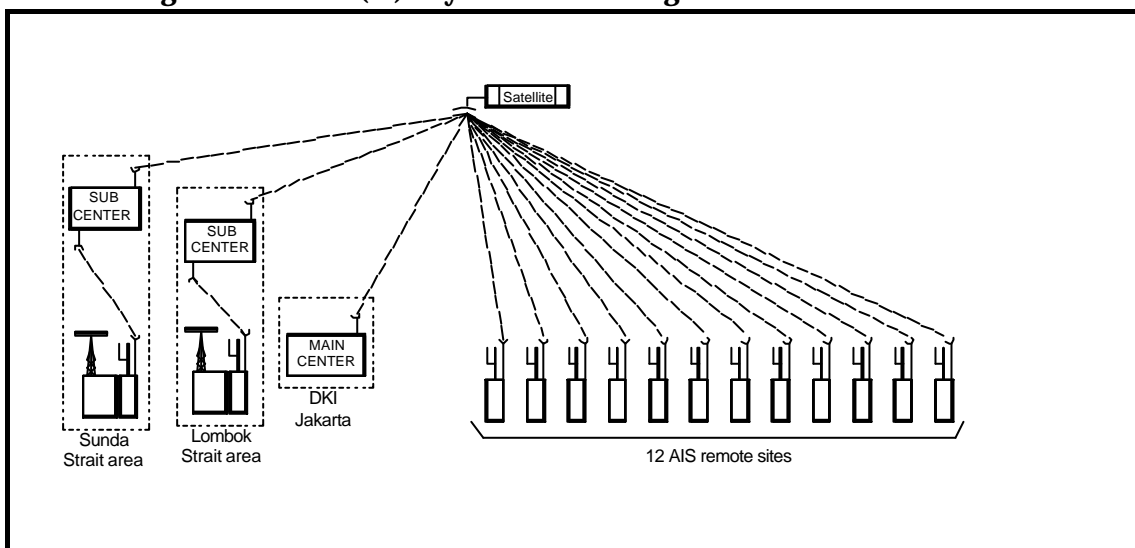 Satellite
SUB
CENTER
SUB
CENTER
MAIN
CENTER
DKI
Jakarta
Sunda
Strait area
Lombok
Strait area
12 AIS remote sites